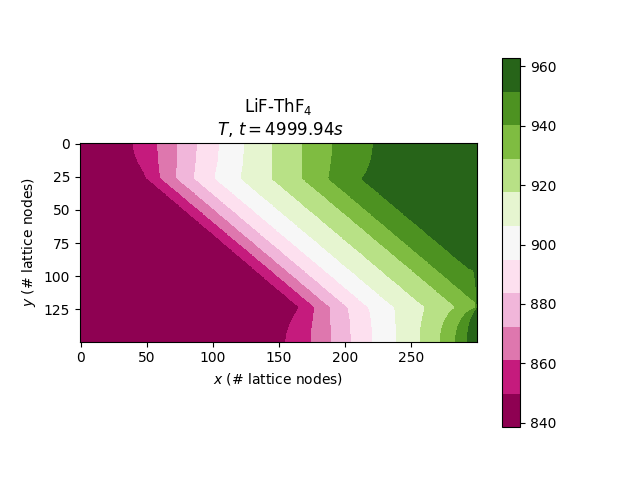 LiF-ThF₄
T, t = 4999.94s
0
25
50
75
100
125
y (# lattice nodes)
0 50 100 150 200 250
x (# lattice nodes)
960
940
920
900
880
860
840